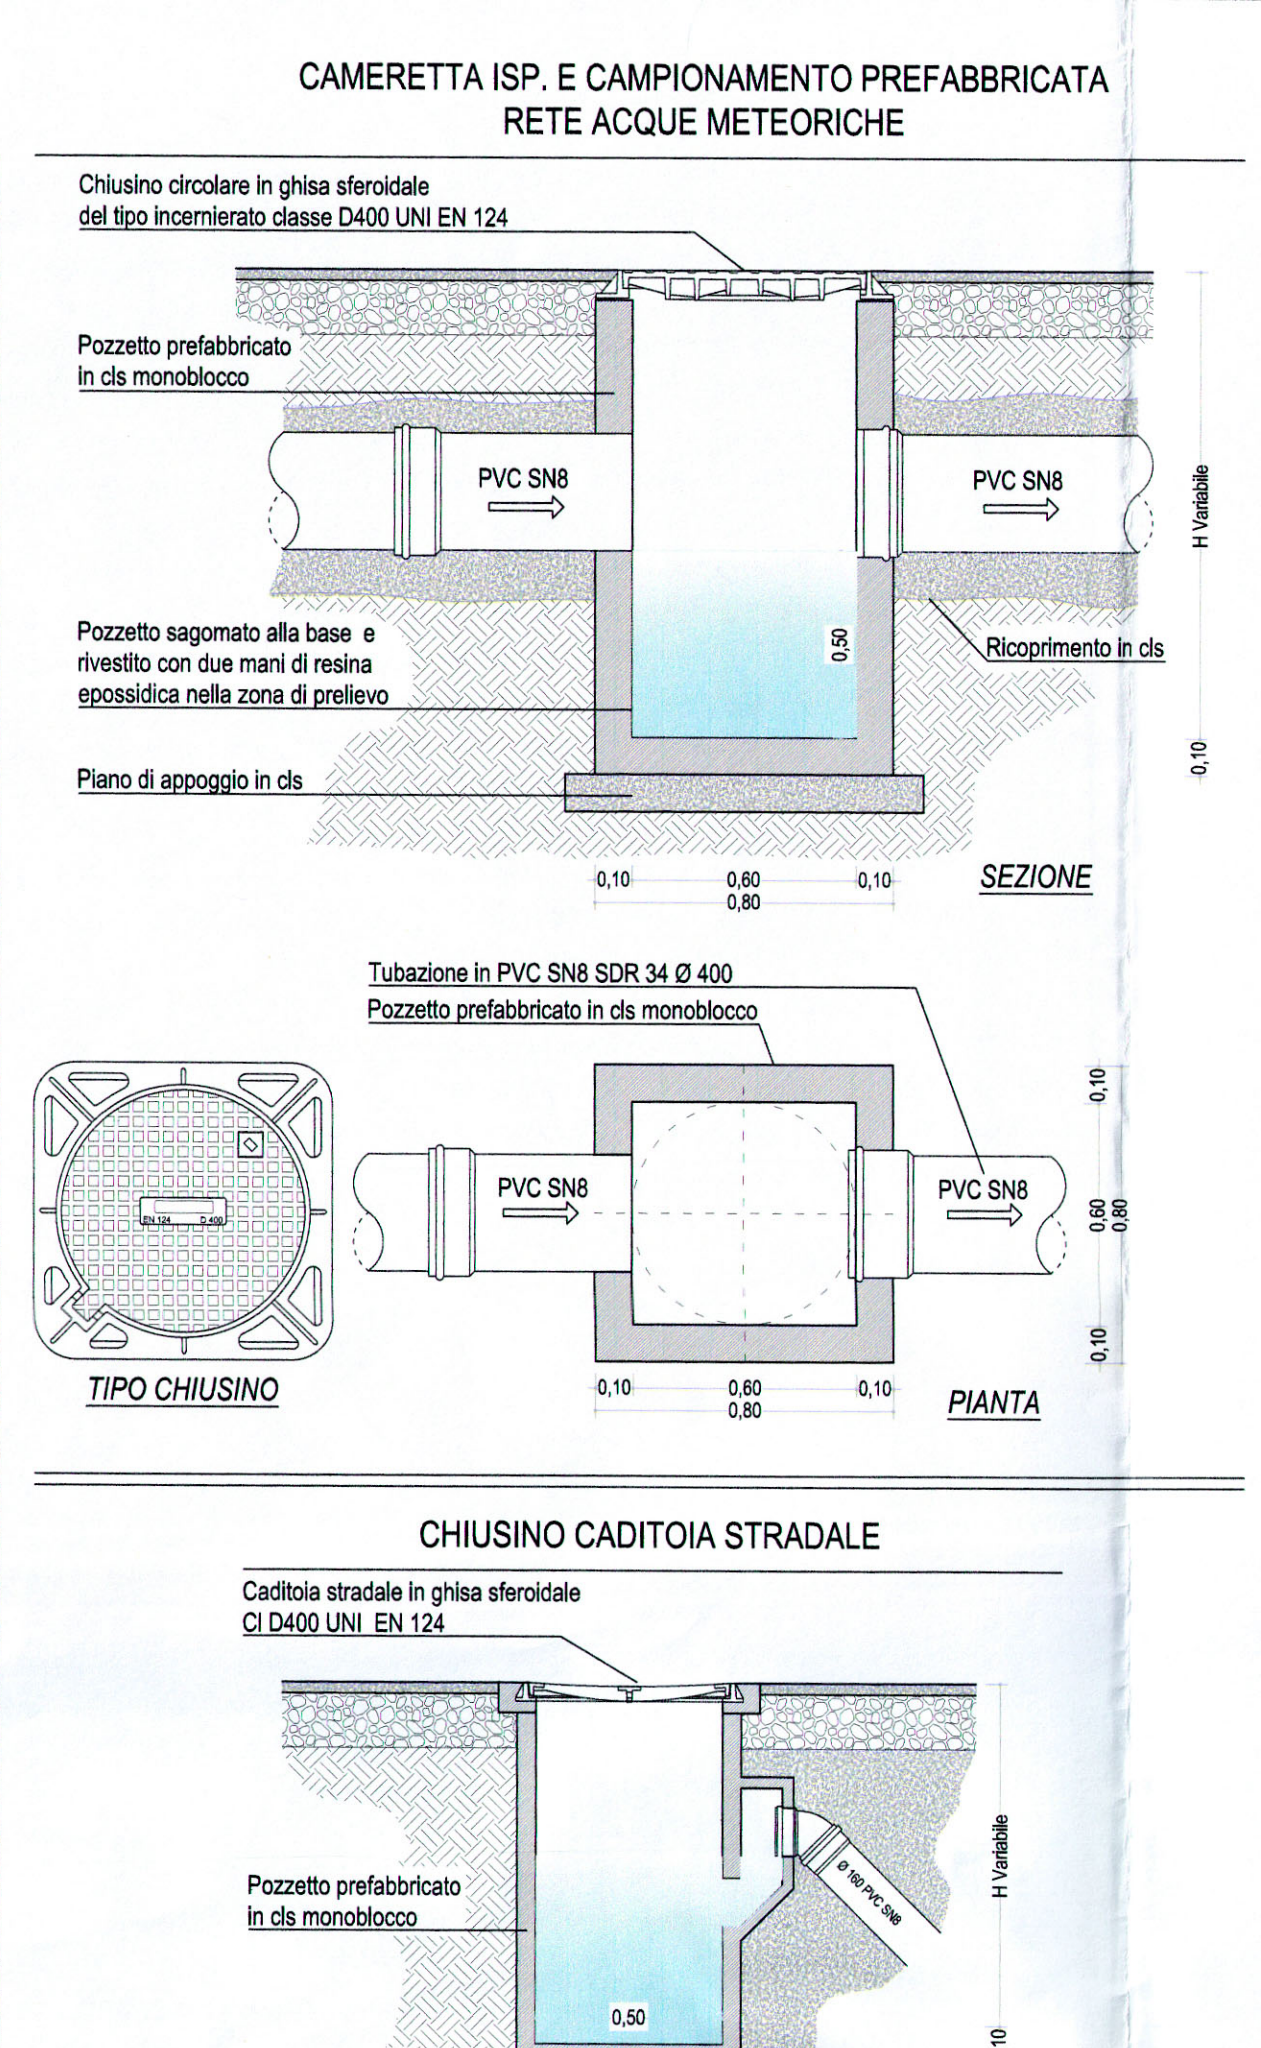 CAMERETTA ISP. E CAMPIONAMENTO PREFABBRICATA
RETE ACQUE METEORICHE
Chiusino circolare in ghisa sferoidale
del tipo incernierato classe D400 UNI EN 124
Pozzetto prefabbricato
in cls monoblocco
PVC SN8
PVC SN8
H Variabile
Pozzetto sagomato alla base e
rivestito con due mani di resina
epossidica nella zona di prelievo
0,50
Ricoprimento in cls
0,10
Piano di appoggio in cls
0,10
0,60
0,10
0,80
SEZIONE
Tubazione in PVC SN8 SDR 34 Ø 400
Pozzetto prefabbricato in cls monoblocco
EN 124
D 400
TIPO CHIUSINO
PVC SN8
PVC SN8
0,10
0,60
0,80
0,10
0,10
0,60
0,10
0,80
PIANTA
CHIUSINO CADITOIA STRADALE
Caditoia stradale in ghisa sferoidale
Cl D400 UNI EN 124
Ø 160 PVC SN8
H Variabile
Pozzetto prefabbricato
in cls monoblocco
0,50
10